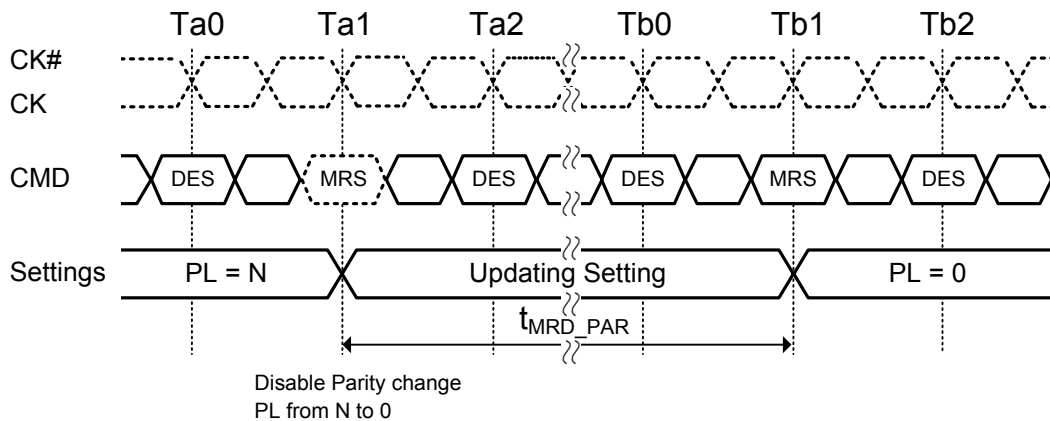 Ta0 Ta1 Ta2 Tb0 Tb1 Tb2
CK#
CK
CMD DES MRS DES DES MRS DES
Settings PL = N Updating Setting PL = 0
tMRD_PAR
Disable Parity change
PL from N to 0